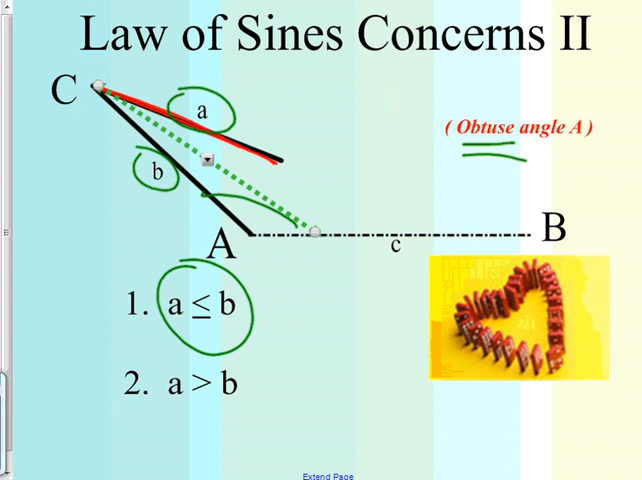 Law of Sines Concerns II
C
a
( Obtuse angle A )
b
A
c
B
1. a ≤ b
2. a > b
Extend Page